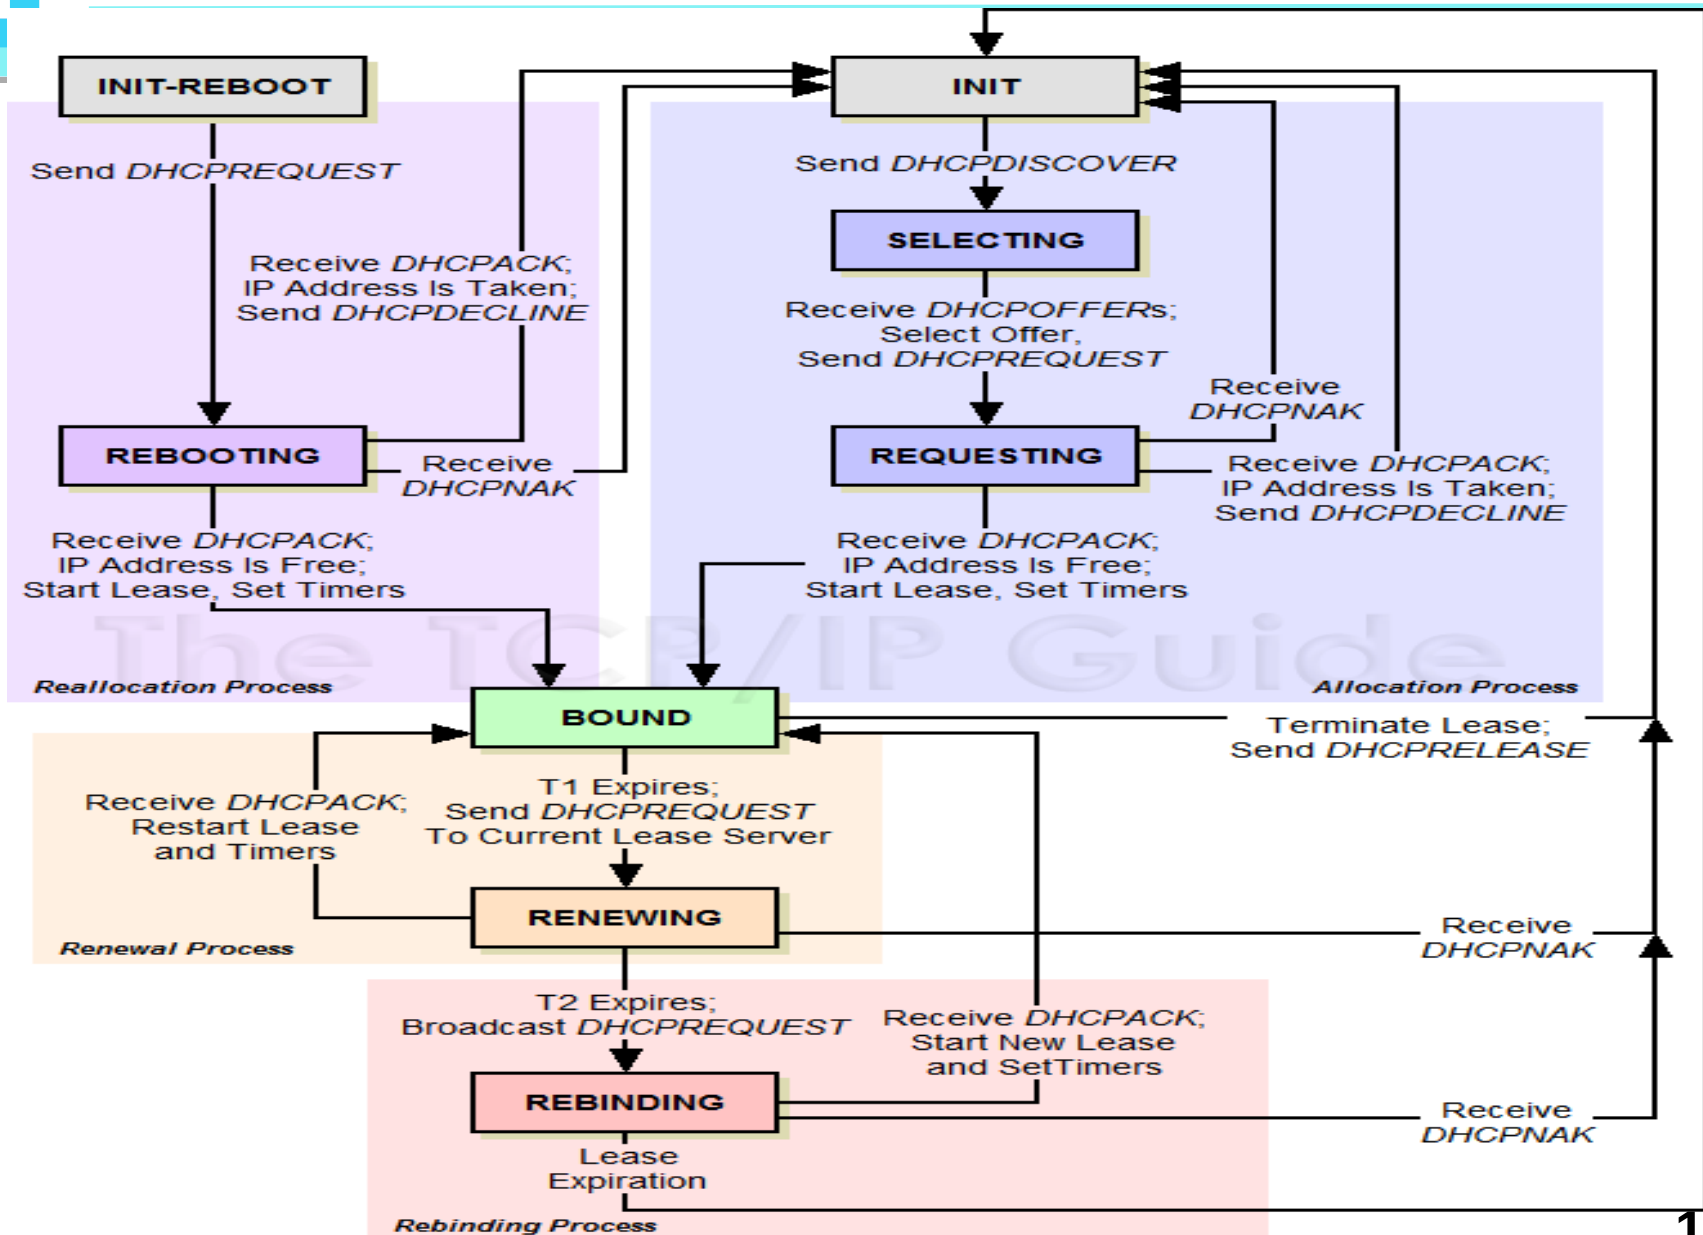 INIT-REBOOT
INIT
Send DHCPREQUEST
Send DHCPDISCOVER
SELECTING
Receive DHCPACK;
IP Address Is Taken;
Send DHCPDECLINE
Receive DHCPOFFERs;
Select Offer,
Send DHCPREQUEST
Receive
DHCPNAK
REBOOTING
Receive
DHCPNAK
REQUESTING
Receive DHCPACK;
IP Address Is Taken;
Send DHCPDECLINE
Receive DHCPACK;
IP Address Is Free;
Start Lease, Set Timers
Receive DHCPACK;
IP Address Is Free;
Start Lease, Set Timers
The TCP/IP Guide
Reallocation Process
Allocation Process
BOUND
Terminate Lease;
Send DHCPRELEASE
Receive DHCPACK;
Restart Lease
and Timers
T1 Expires;
Send DHCPREQUEST
To Current Lease Server
RENEWING
Receive
DHCPNAK
Renewal Process
T2 Expires;
Broadcast DHCPREQUEST
Receive DHCPACK;
Start New Lease
and SetTimers
REBINDING
Receive
DHCPNAK
Lease
Expiration
Rebinding Process
1